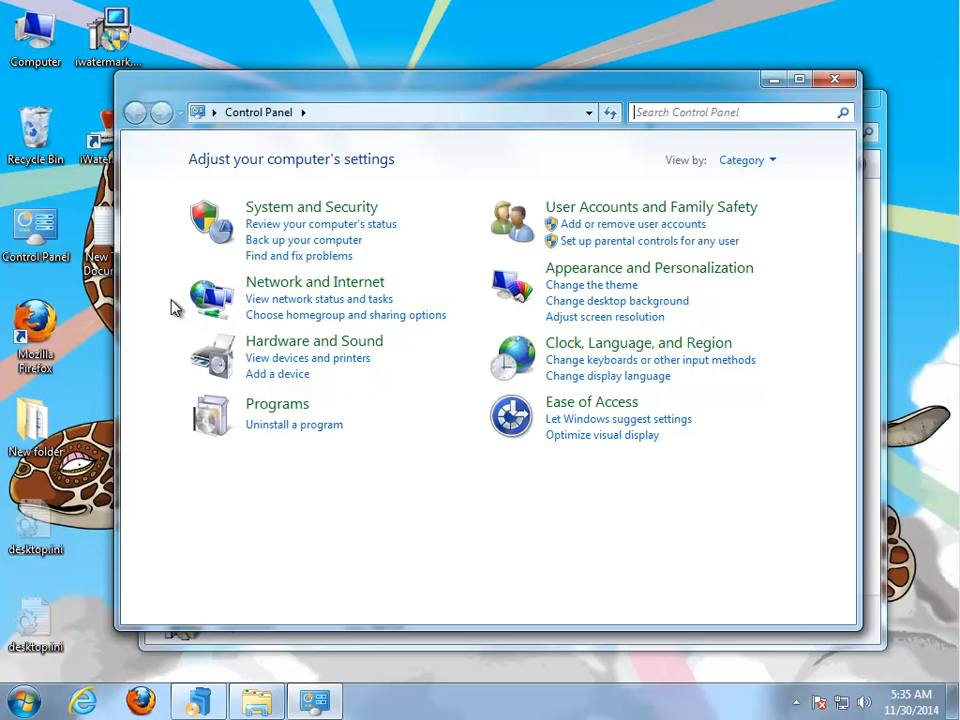 Computer
iwatermark....
Recycle Bin
iWater
Control Panel
New
Docum
Mozilla
Firefox
New folder
desktop.ini
desktop.ini
Control Panel
Search Control Panel
Adjust your computer's settings
View by: Category
System and Security
Review your computer's status
Back up your computer
Find and fix problems
Network and Internet
View network status and tasks
Choose homegroup and sharing options
Hardware and Sound
View devices and printers
Add a device
Programs
Uninstall a program
User Accounts and Family Safety
Add or remove user accounts
Set up parental controls for any user
Appearance and Personalization
Change the theme
Change desktop background
Adjust screen resolution
Clock, Language, and Region
Change keyboards or other input methods
Change display language
Ease of Access
Let Windows suggest settings
Optimize visual display
5:35 AM
11/30/2014